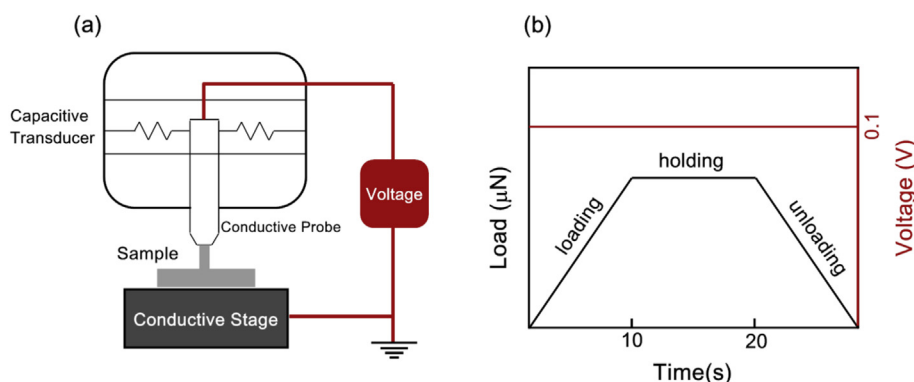 (a)
Capacitive
Transducer
Voltage
Conductive Probe
Sample
Conductive Stage
(b)
Load (μN)
loading
holding
unloading
0.1
Voltage (V)
10
20
Time(s)